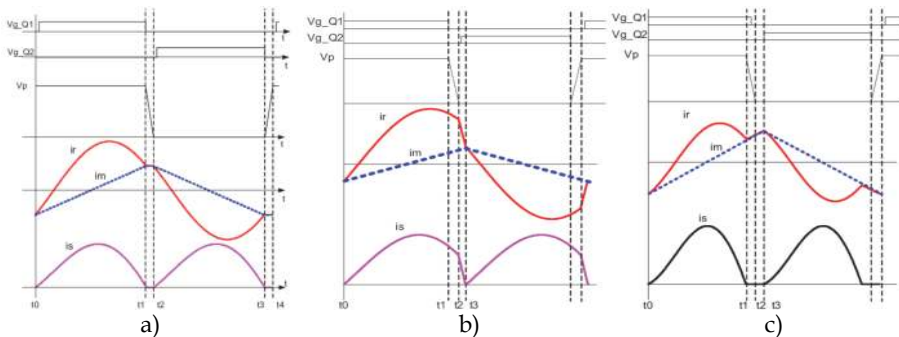 Vg_Q1
t
Vg_Q2
t
Vp
ir
im
t
is
t
t0
t1
t2
t3
t4
a)
Vg_Q1
Vg_Q2
Vp
ir
im
is
t0
t1
t2
t3
b)
Vg_Q1
Vg_Q2
Vp
ir
im
is
t0
t1
t2
t3
c)